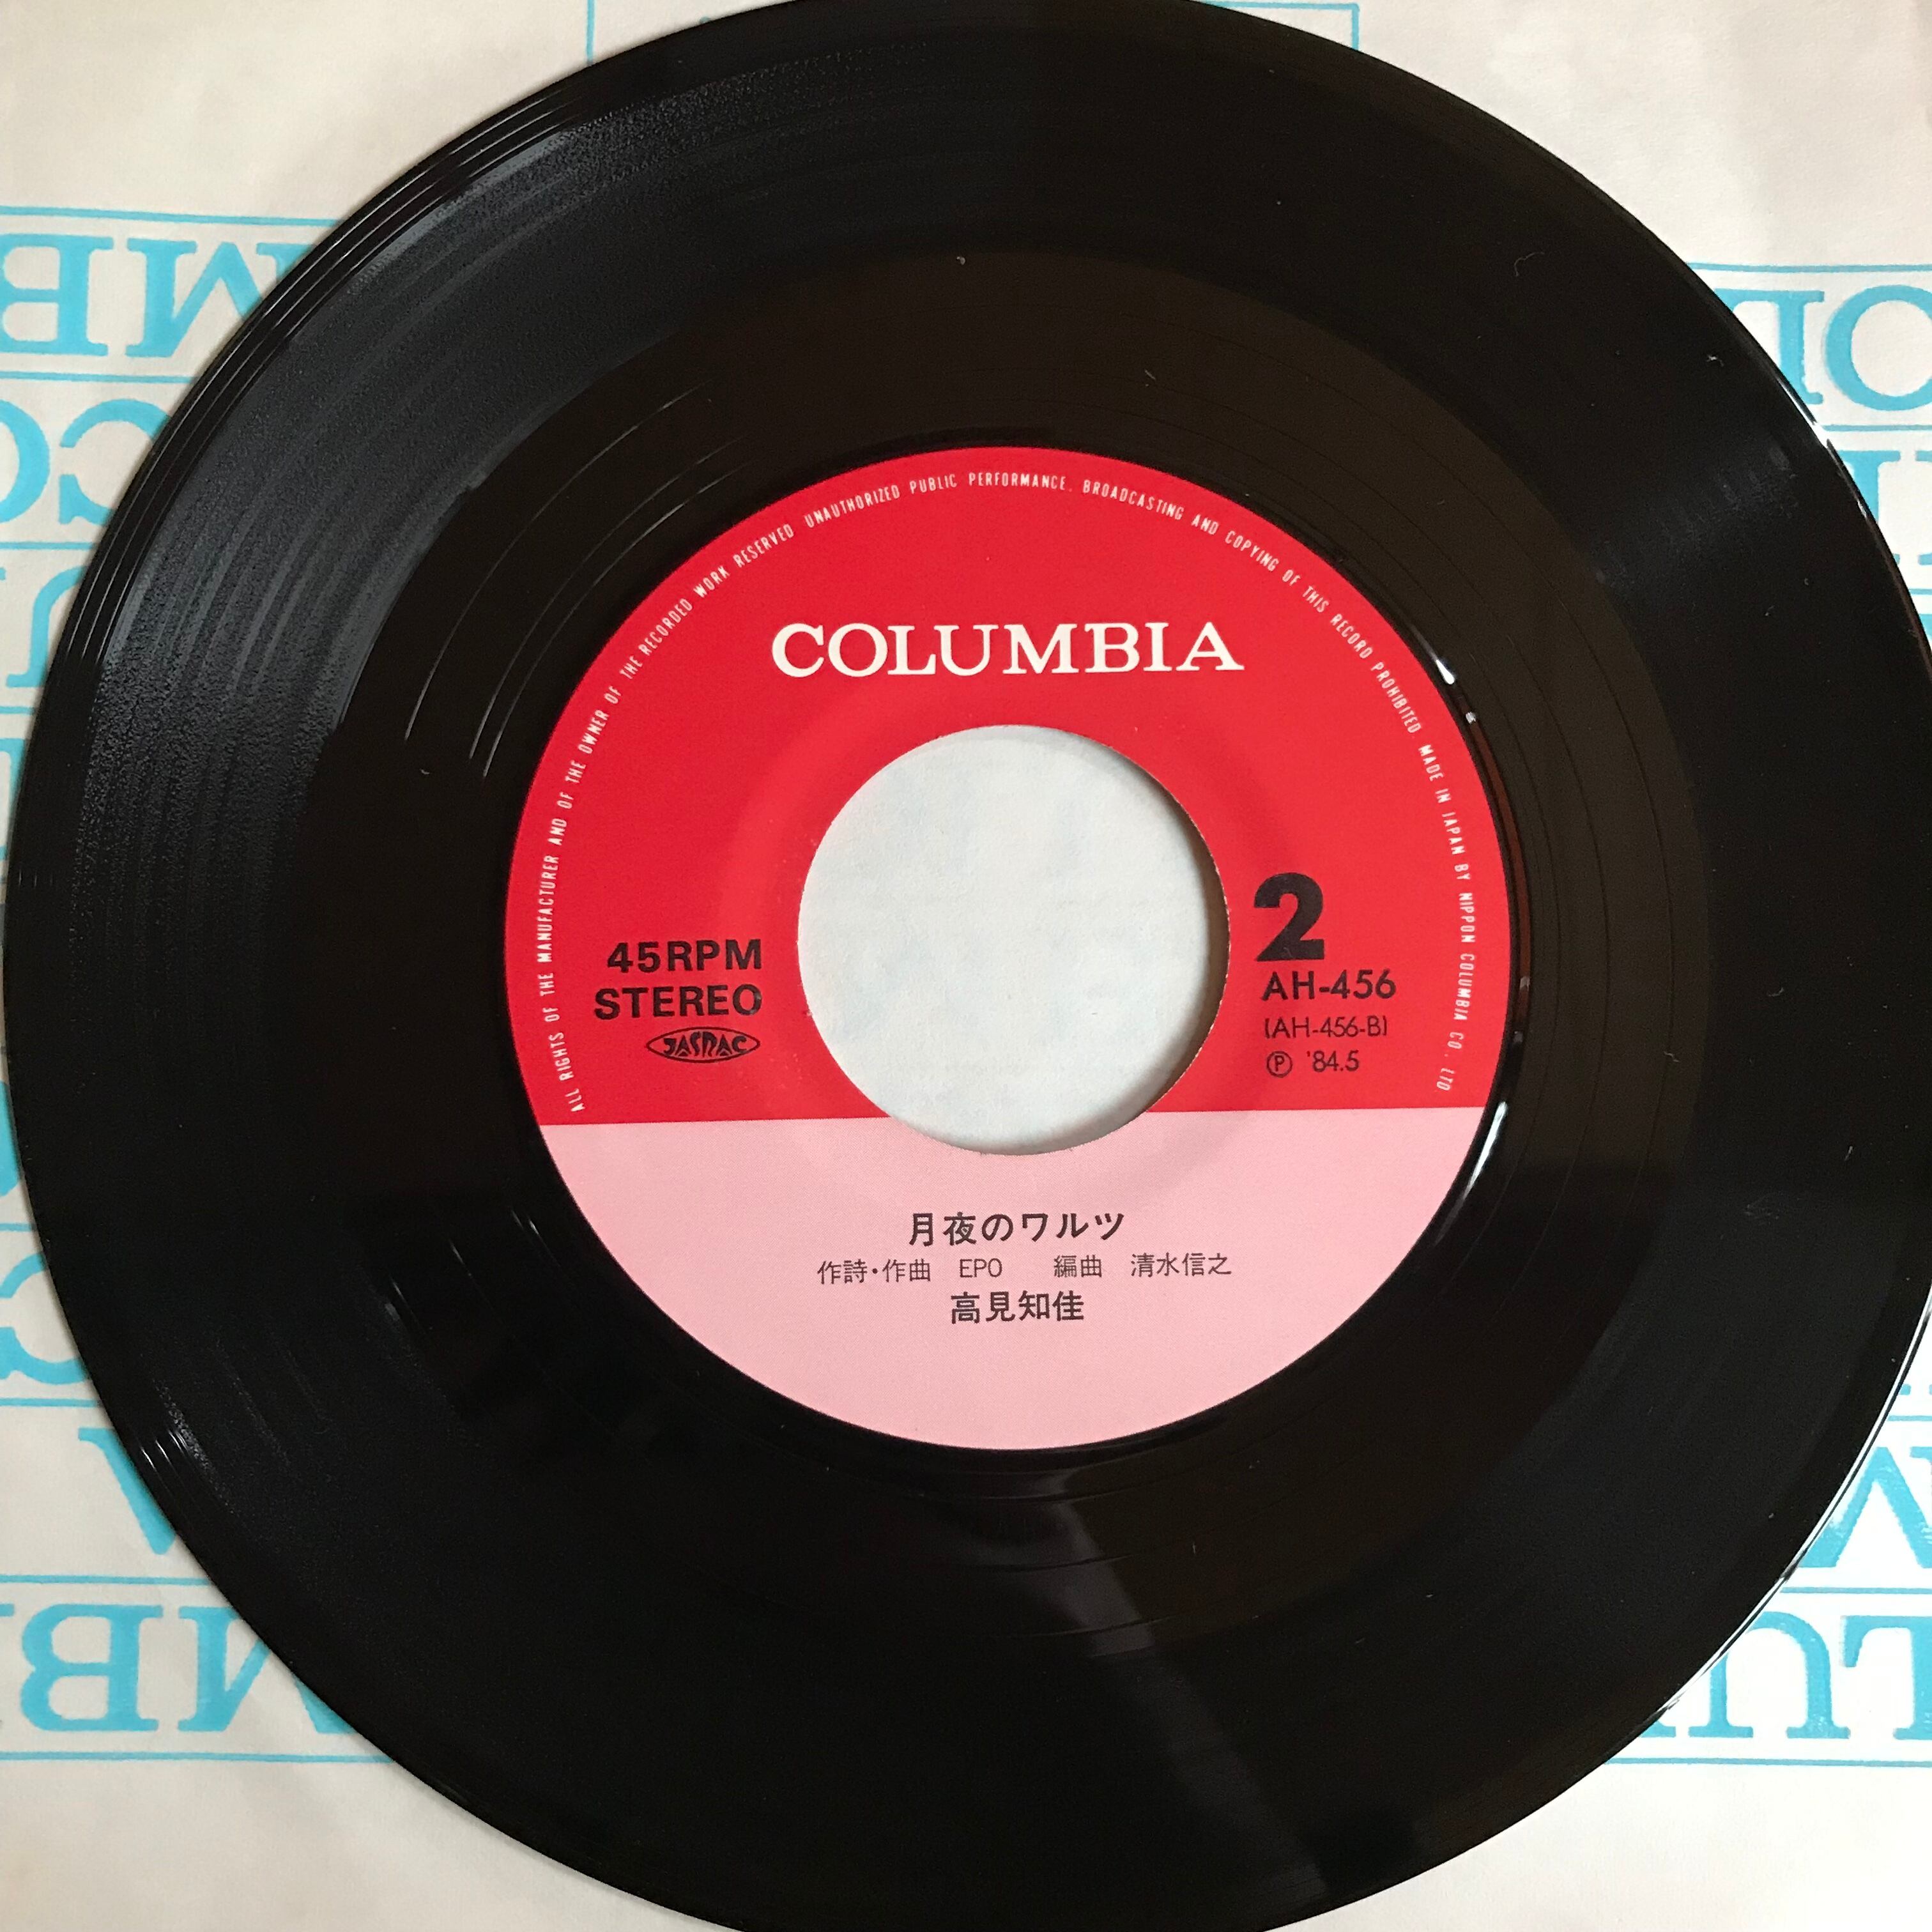 ALL RIGHTS OF THE MANUFACTURER AND OF THE OWNER OF THE RECORDED WORK RESERVED UNAUTHORIZED PUBLIC PERFORMANCE. BROADCASTING AND COPYING OF THIS RECORD PROHIBITED MADE IN JAPAN BY NIPPON COLUMBIA CO., LTD
COLUMBIA
45RPM
STEREO
JASRAC
2
AH-456
(AH-456-B)
Ⓟ '84.5
月夜のワルツ
作詩・作曲 EPO 編曲 清水信之
高見知佳